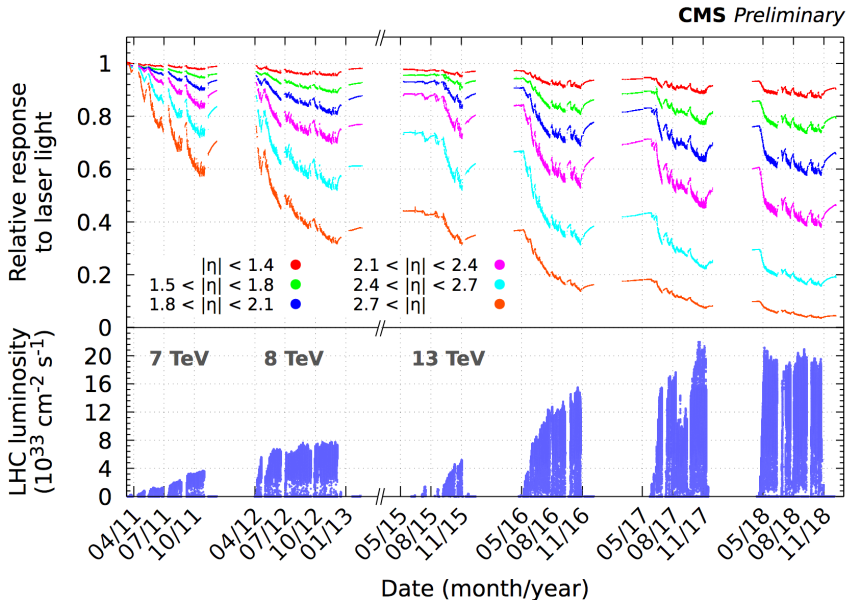 CMS Preliminary
Relative response
to laser light
1
0.8
0.6
0.4
0.2
0
|η| < 1.4
1.5 < |η| < 1.8
1.8 < |η| < 2.1
2.1 < |η| < 2.4
2.4 < |η| < 2.7
2.7 < |η|
LHC luminosity
(10³³ cm⁻² s⁻¹)
20
16
12
8
4
0
7 TeV 8 TeV 13 TeV
04/11 07/11 10/11 04/12 07/12 10/12 01/13 05/15 08/15 11/15 05/16 08/16 11/16 05/17 08/17 11/17 05/18 08/18 11/18
Date (month/year)